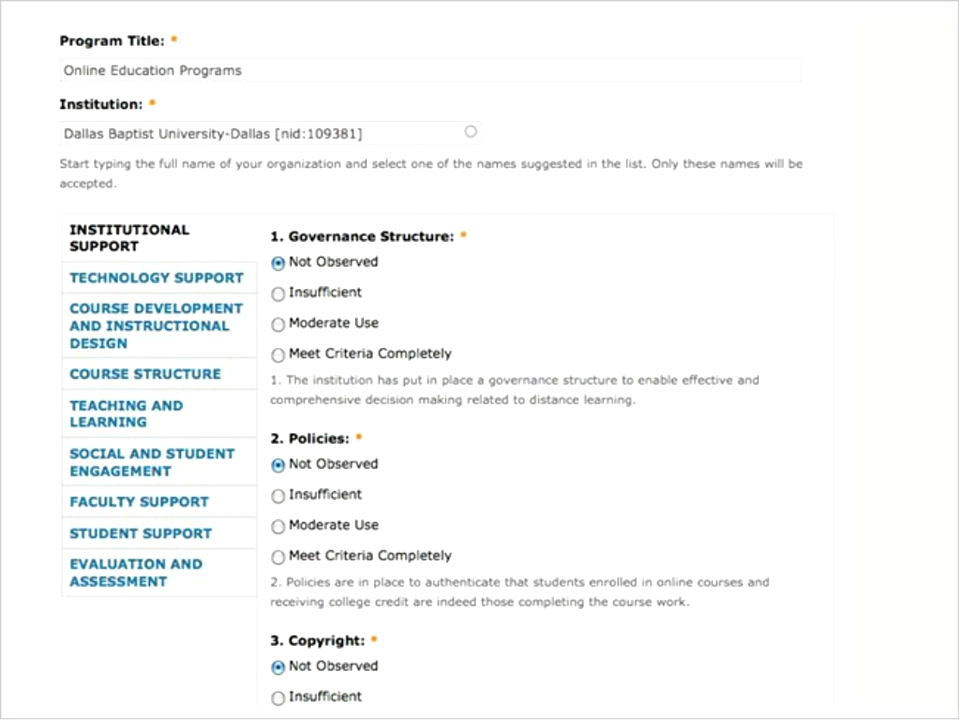 Program Title: *
Online Education Programs
Institution: *
Dallas Baptist University-Dallas [nid:109381]
Start typing the full name of your organization and select one of the names suggested in the list. Only these names will be
accepted.
INSTITUTIONAL
SUPPORT
TECHNOLOGY SUPPORT
COURSE DEVELOPMENT
AND INSTRUCTIONAL
DESIGN
COURSE STRUCTURE
TEACHING AND
LEARNING
SOCIAL AND STUDENT
ENGAGEMENT
FACULTY SUPPORT
STUDENT SUPPORT
EVALUATION AND
ASSESSMENT
1. Governance Structure: *
Not Observed
Insufficient
Moderate Use
Meet Criteria Completely
1. The institution has put in place a governance structure to enable effective and
comprehensive decision making related to distance learning.
2. Policies: *
Not Observed
Insufficient
Moderate Use
Meet Criteria Completely
2. Policies are in place to authenticate that students enrolled in online courses and
receiving college credit are indeed those completing the course work.
3. Copyright: *
Not Observed
Insufficient